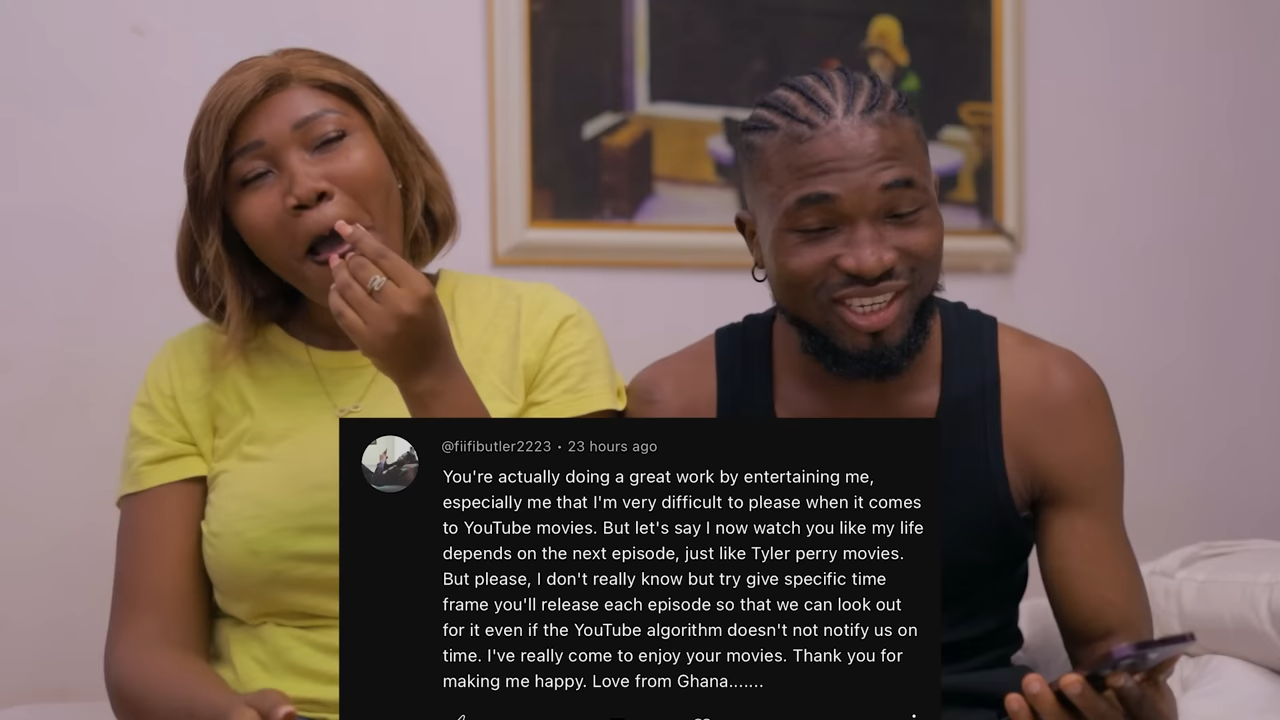 @fiifibutler2223 • 23 hours ago
You're actually doing a great work by entertaining me,
especially me that I'm very difficult to please when it comes
to YouTube movies. But let's say I now watch you like my life
depends on the next episode, just like Tyler perry movies.
But please, I don't really know but try give specific time
frame you'll release each episode so that we can look out
for it even if the YouTube algorithm doesn't not notify us on
time. I've really come to enjoy your movies. Thank you for
making me happy. Love from Ghana.......